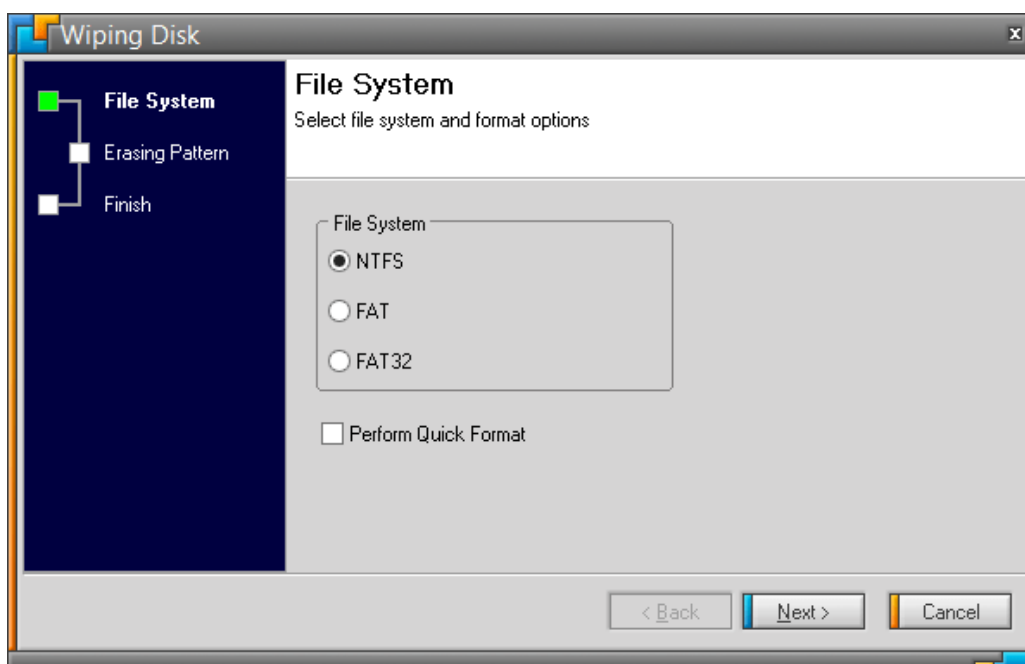 Wiping Disk
x
File System
Erasing Pattern
Finish
File System
Select file system and format options
File System
NTFS
FAT
FAT32
Perform Quick Format
< Back
Next >
Cancel